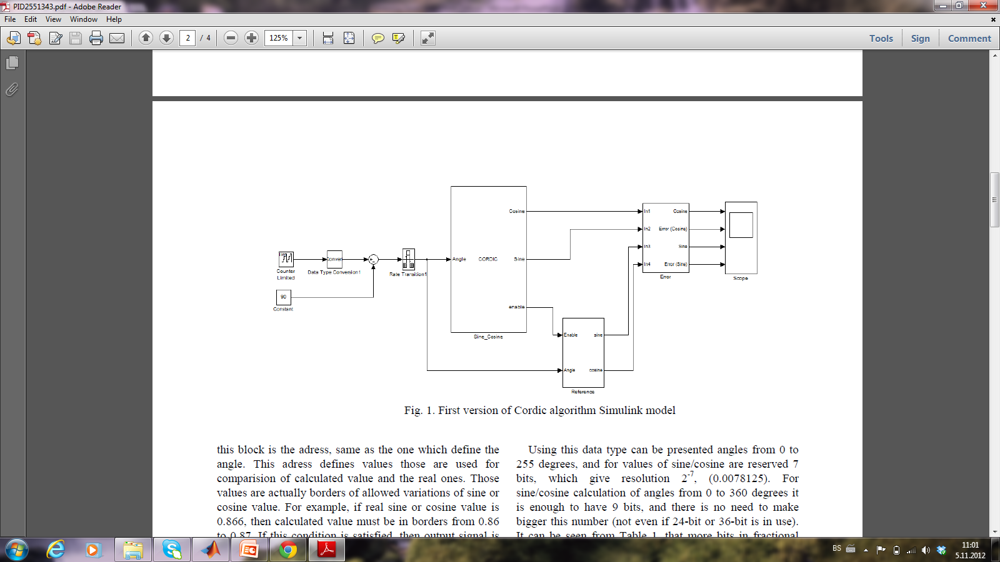 PID2551343.pdf - Adobe Reader
File Edit View Window Help
2 / 4 125% Tools Sign Comment
Cosine
Angle CORDIC Sine
enable
Sine_Cosine
Counter
Limited
Conver
Data Type Conversion1
Rate Transition1
90
Constant
In1 Cosine
In2 Error (Cosine)
In3 Sine
In4 Error (Sine)
Error
Scope
Enable sine
Angle cosine
Reference
Fig. 1. First version of Cordic algorithm Simulink model
this block is the adress, same as the one which define the
angle. This adress defines values those are used for
comparision of calculated value and the real ones. Those
values are actually borders of allowed variations of sine or
cosine value. For example, if real sine or cosine value is
0.866, then calculated value must be in borders from 0.86
to 0.87. If this condition is satisfied, then output signal is
Using this data type can be presented angles from 0 to
255 degrees, and for values of sine/cosine are reserved 7
bits, which give resolution 2⁻⁷, (0.0078125). For
sine/cosine calculation of angles from 0 to 360 degrees it
is enough to have 9 bits, and there is no need to make
bigger this number (not even if 24-bit or 36-bit is in use).
It can be seen from Table 1, that more bits in fractional
BS
11:01
5.11.2012